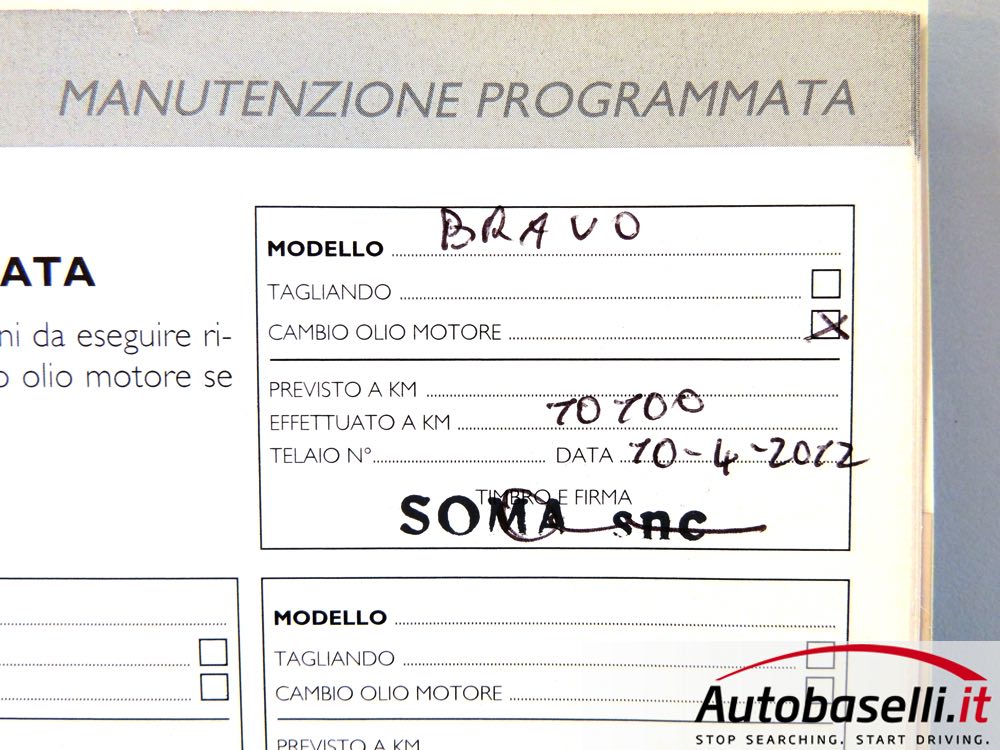 MANUTENZIONE PROGRAMMATA
ATA
ni da eseguire ri-
o olio motore se
MODELLO BRAVO
TAGLIANDO
CAMBIO OLIO MOTORE X
PREVISTO A KM
EFFETTUATO A KM 10 100
TELAIO N° DATA 10-4-2012
TIMBRO E FIRMA
SOMA snc
MODELLO
TAGLIANDO
CAMBIO OLIO MOTORE
PREVISTO A KM
Autobaselli.it
STOP SEARCHING. START DRIVING.